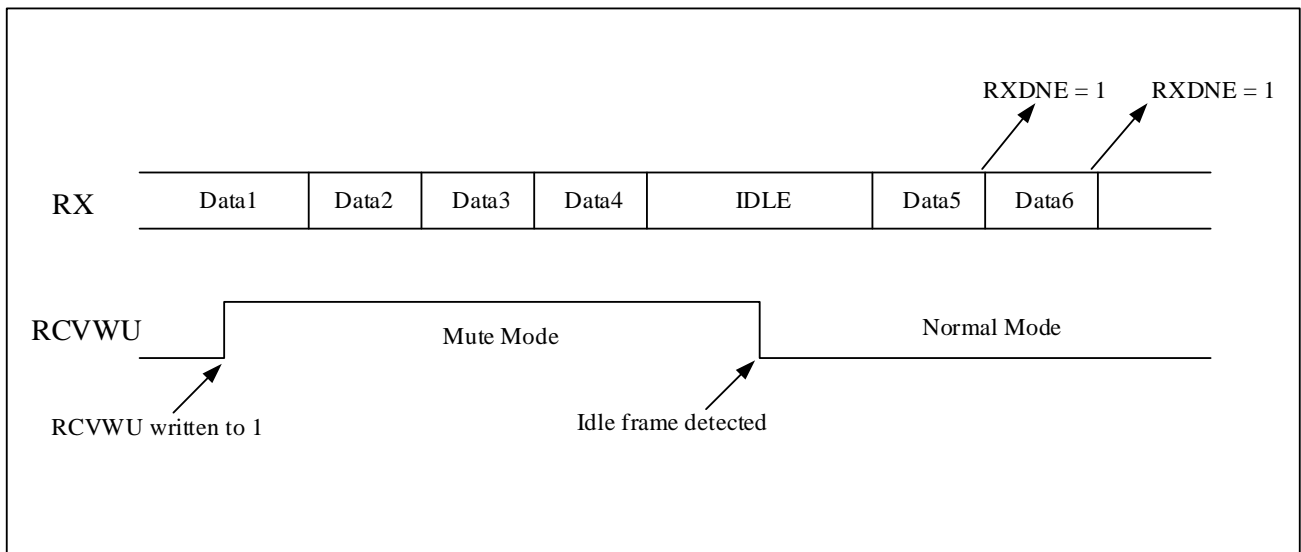 RXDNE = 1 RXDNE = 1
RX Data1 Data2 Data3 Data4 IDLE Data5 Data6
RCVWU Mute Mode Normal Mode
RCVWU written to 1 Idle frame detected